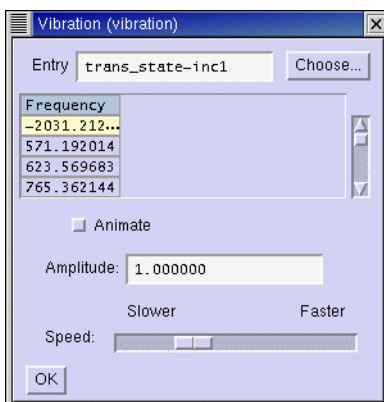 Vibration (vibration)
Entry trans_state-inc1 Choose...
Frequency
-2031.212...
571.192014
623.569683
765.362144
Animate
Amplitude: 1.000000
Slower Faster
Speed:
OK